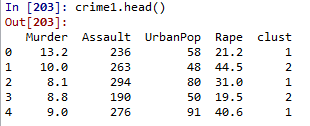 In [203]: crime1.head()
Out[203]:
   Murder  Assault  UrbanPop  Rape  clust
0    13.2      236        58  21.2      1
1    10.0      263        48  44.5      2
2     8.1      294        80  31.0      1
3     8.8      190        50  19.5      2
4     9.0      276        91  40.6      1